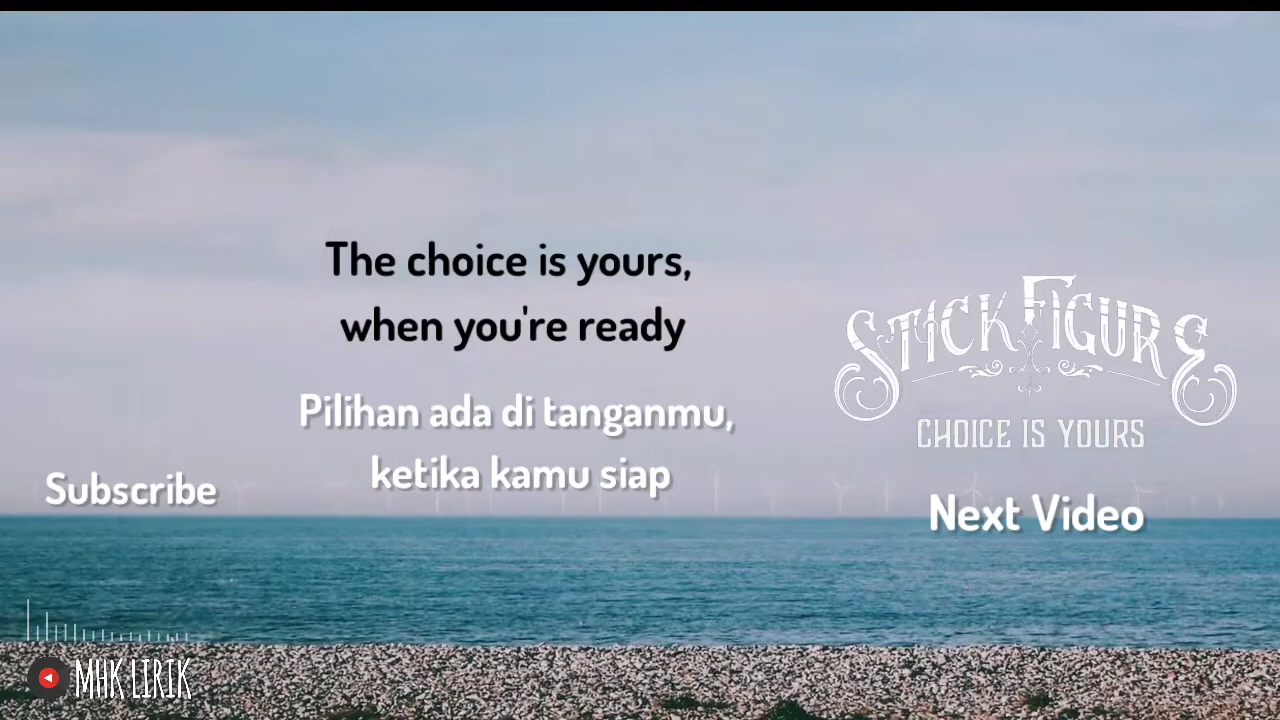 The choice is yours,
when you're ready
Pilihan ada di tanganmu,
ketika kamu siap
Subscribe
STICK FIGURE
CHOICE IS YOURS
Next Video
MHK LIRIK